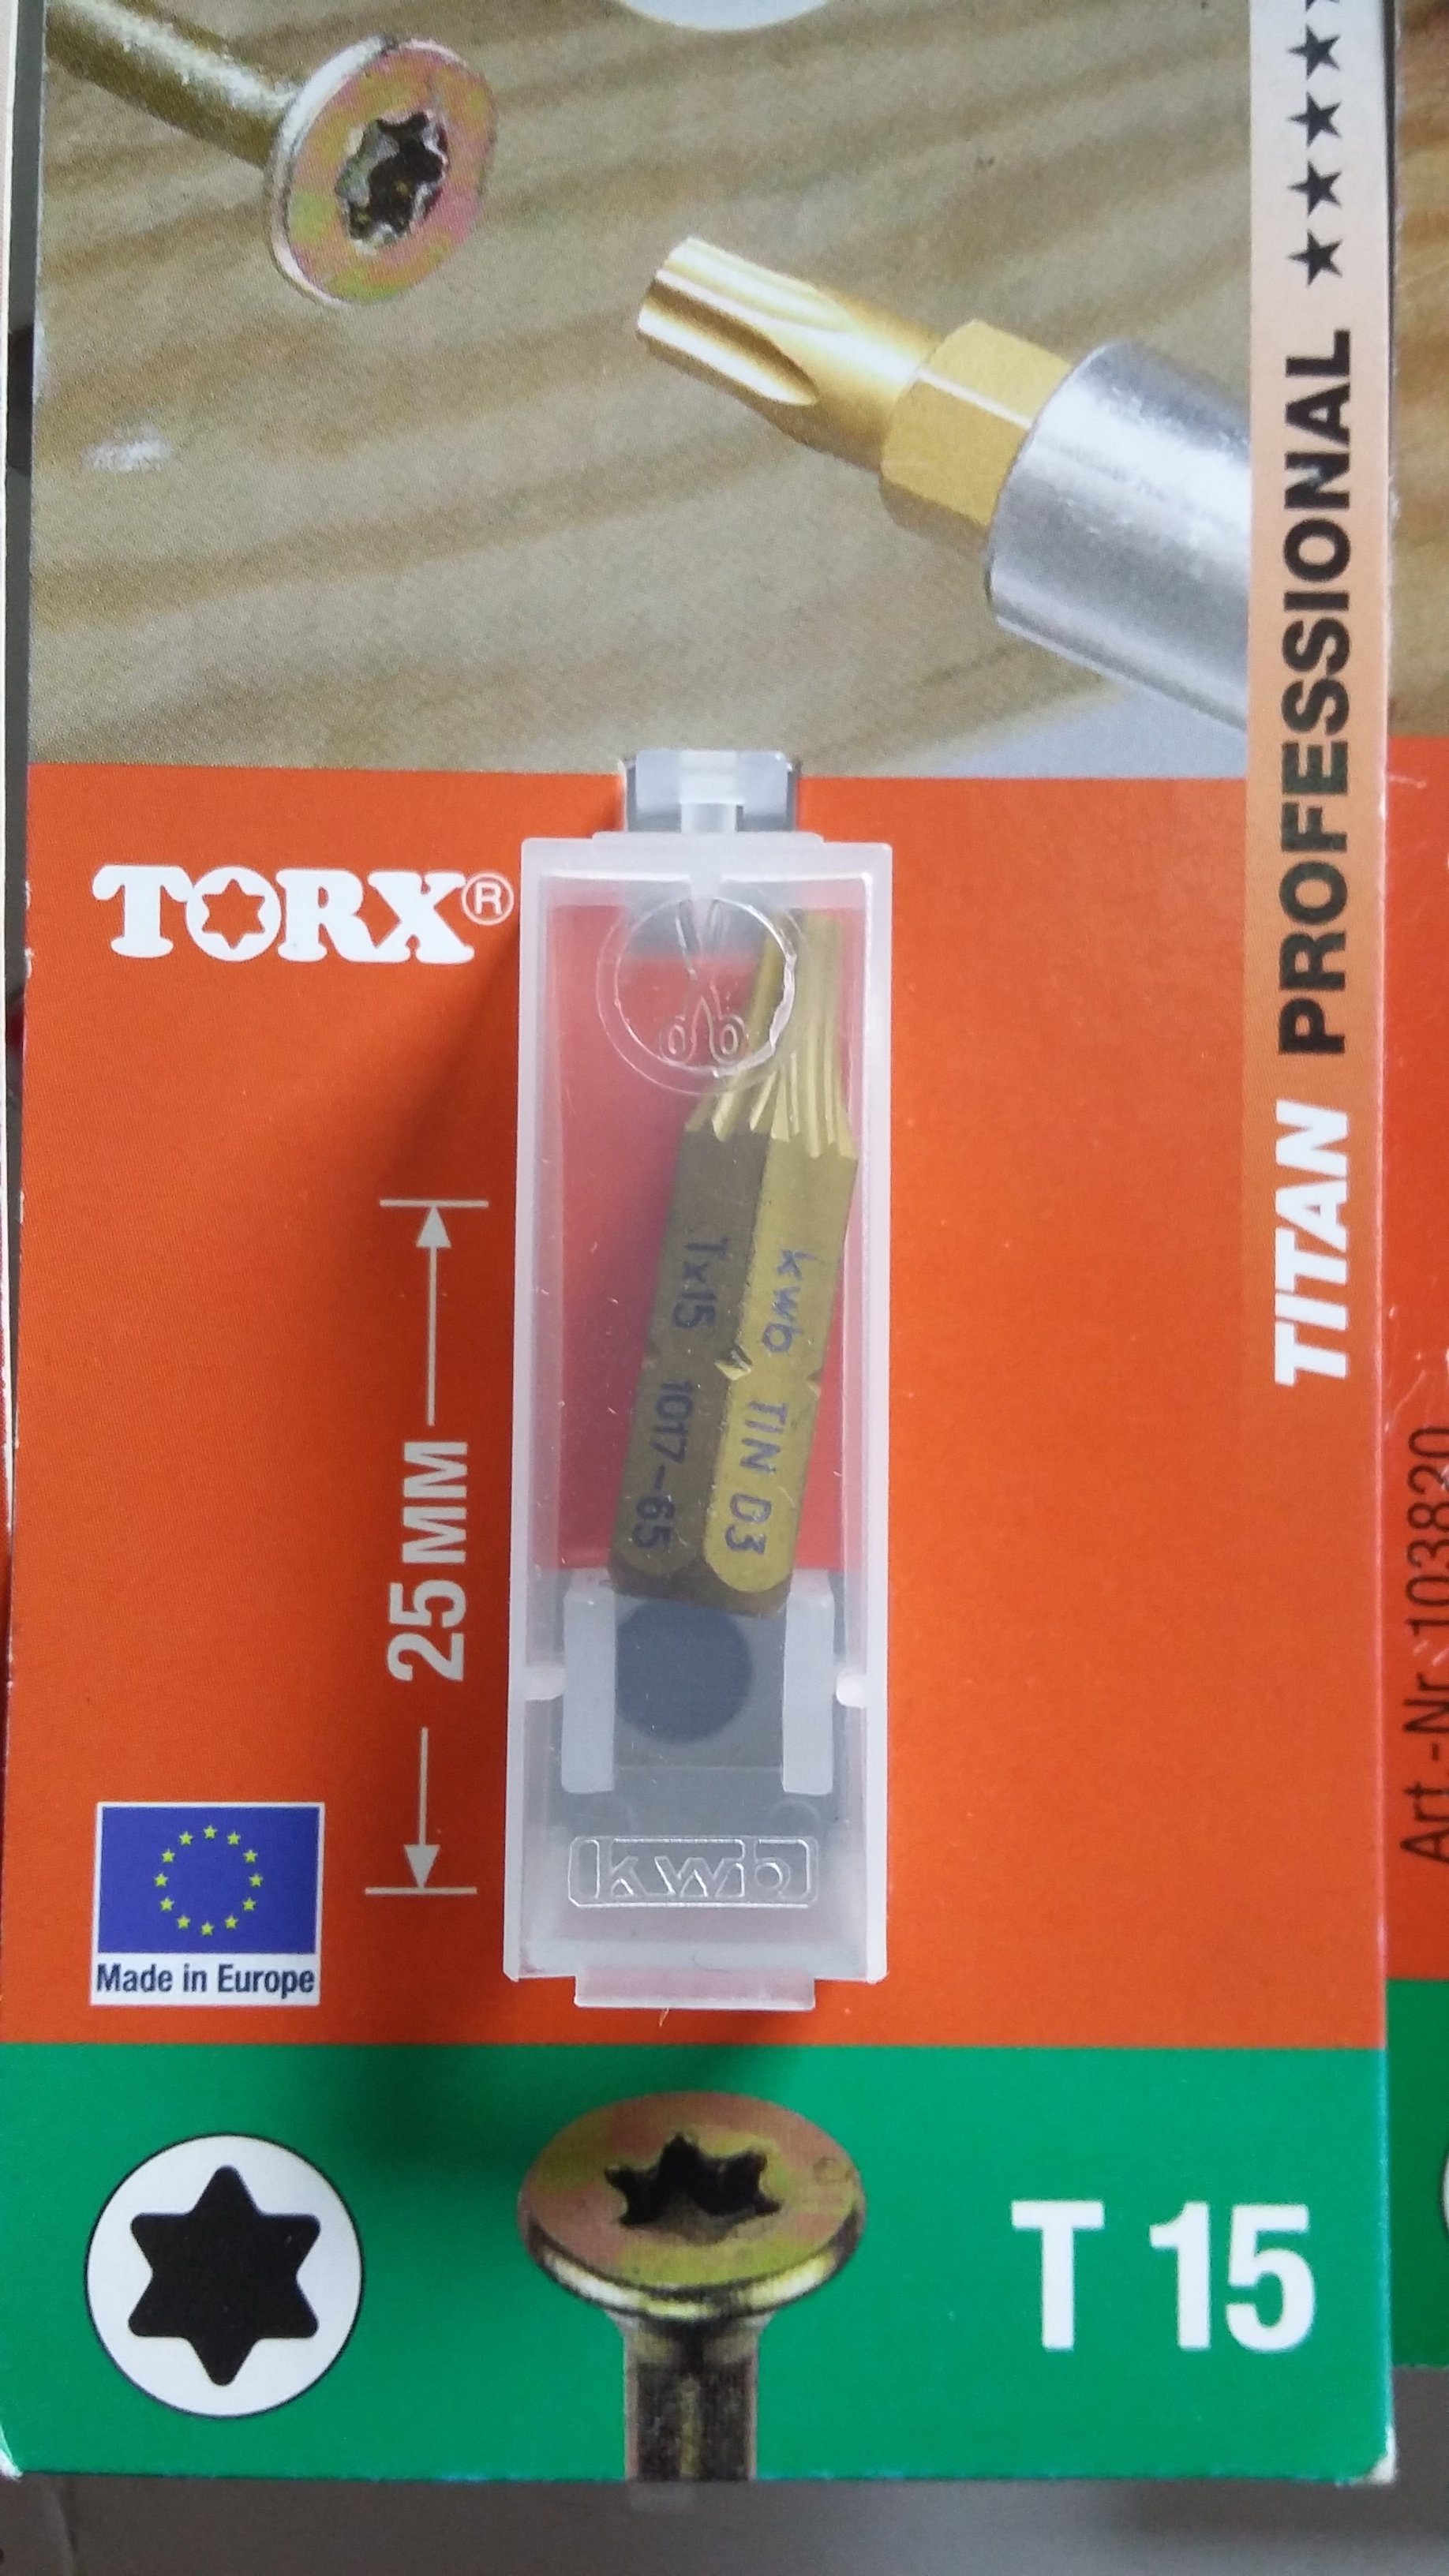 TITAN PROFESSIONAL
TORX®
kwb TIN D3
Tx15 1017-65
25 MM
kwb
Made in Europe
T 15
Art.-Nr. 103820